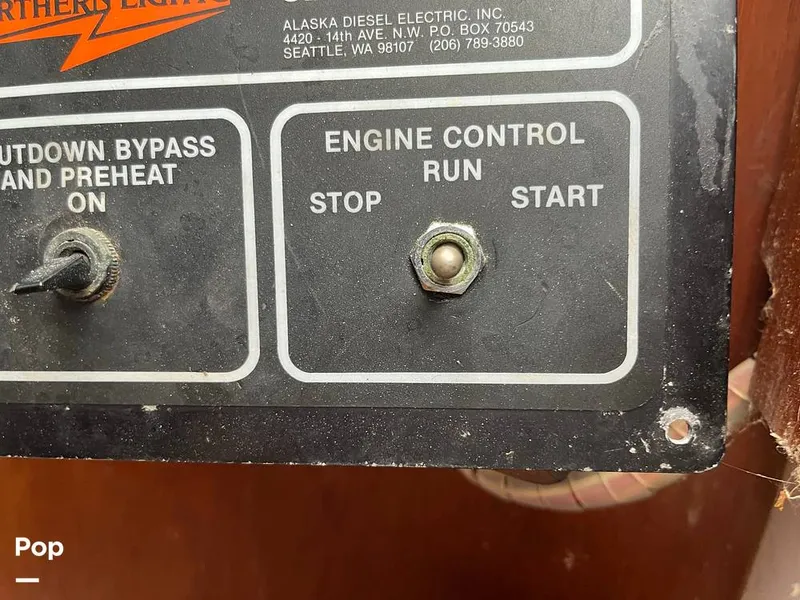 ALASKA DIESEL ELECTRIC. INC.
4420 - 14th AVE. N.W. P.O. BOX 70543
SEATTLE, WA 98107 (206) 789-3880
UTDOWN BYPASS
AND PREHEAT
ON
ENGINE CONTROL
RUN
STOP START
Pop